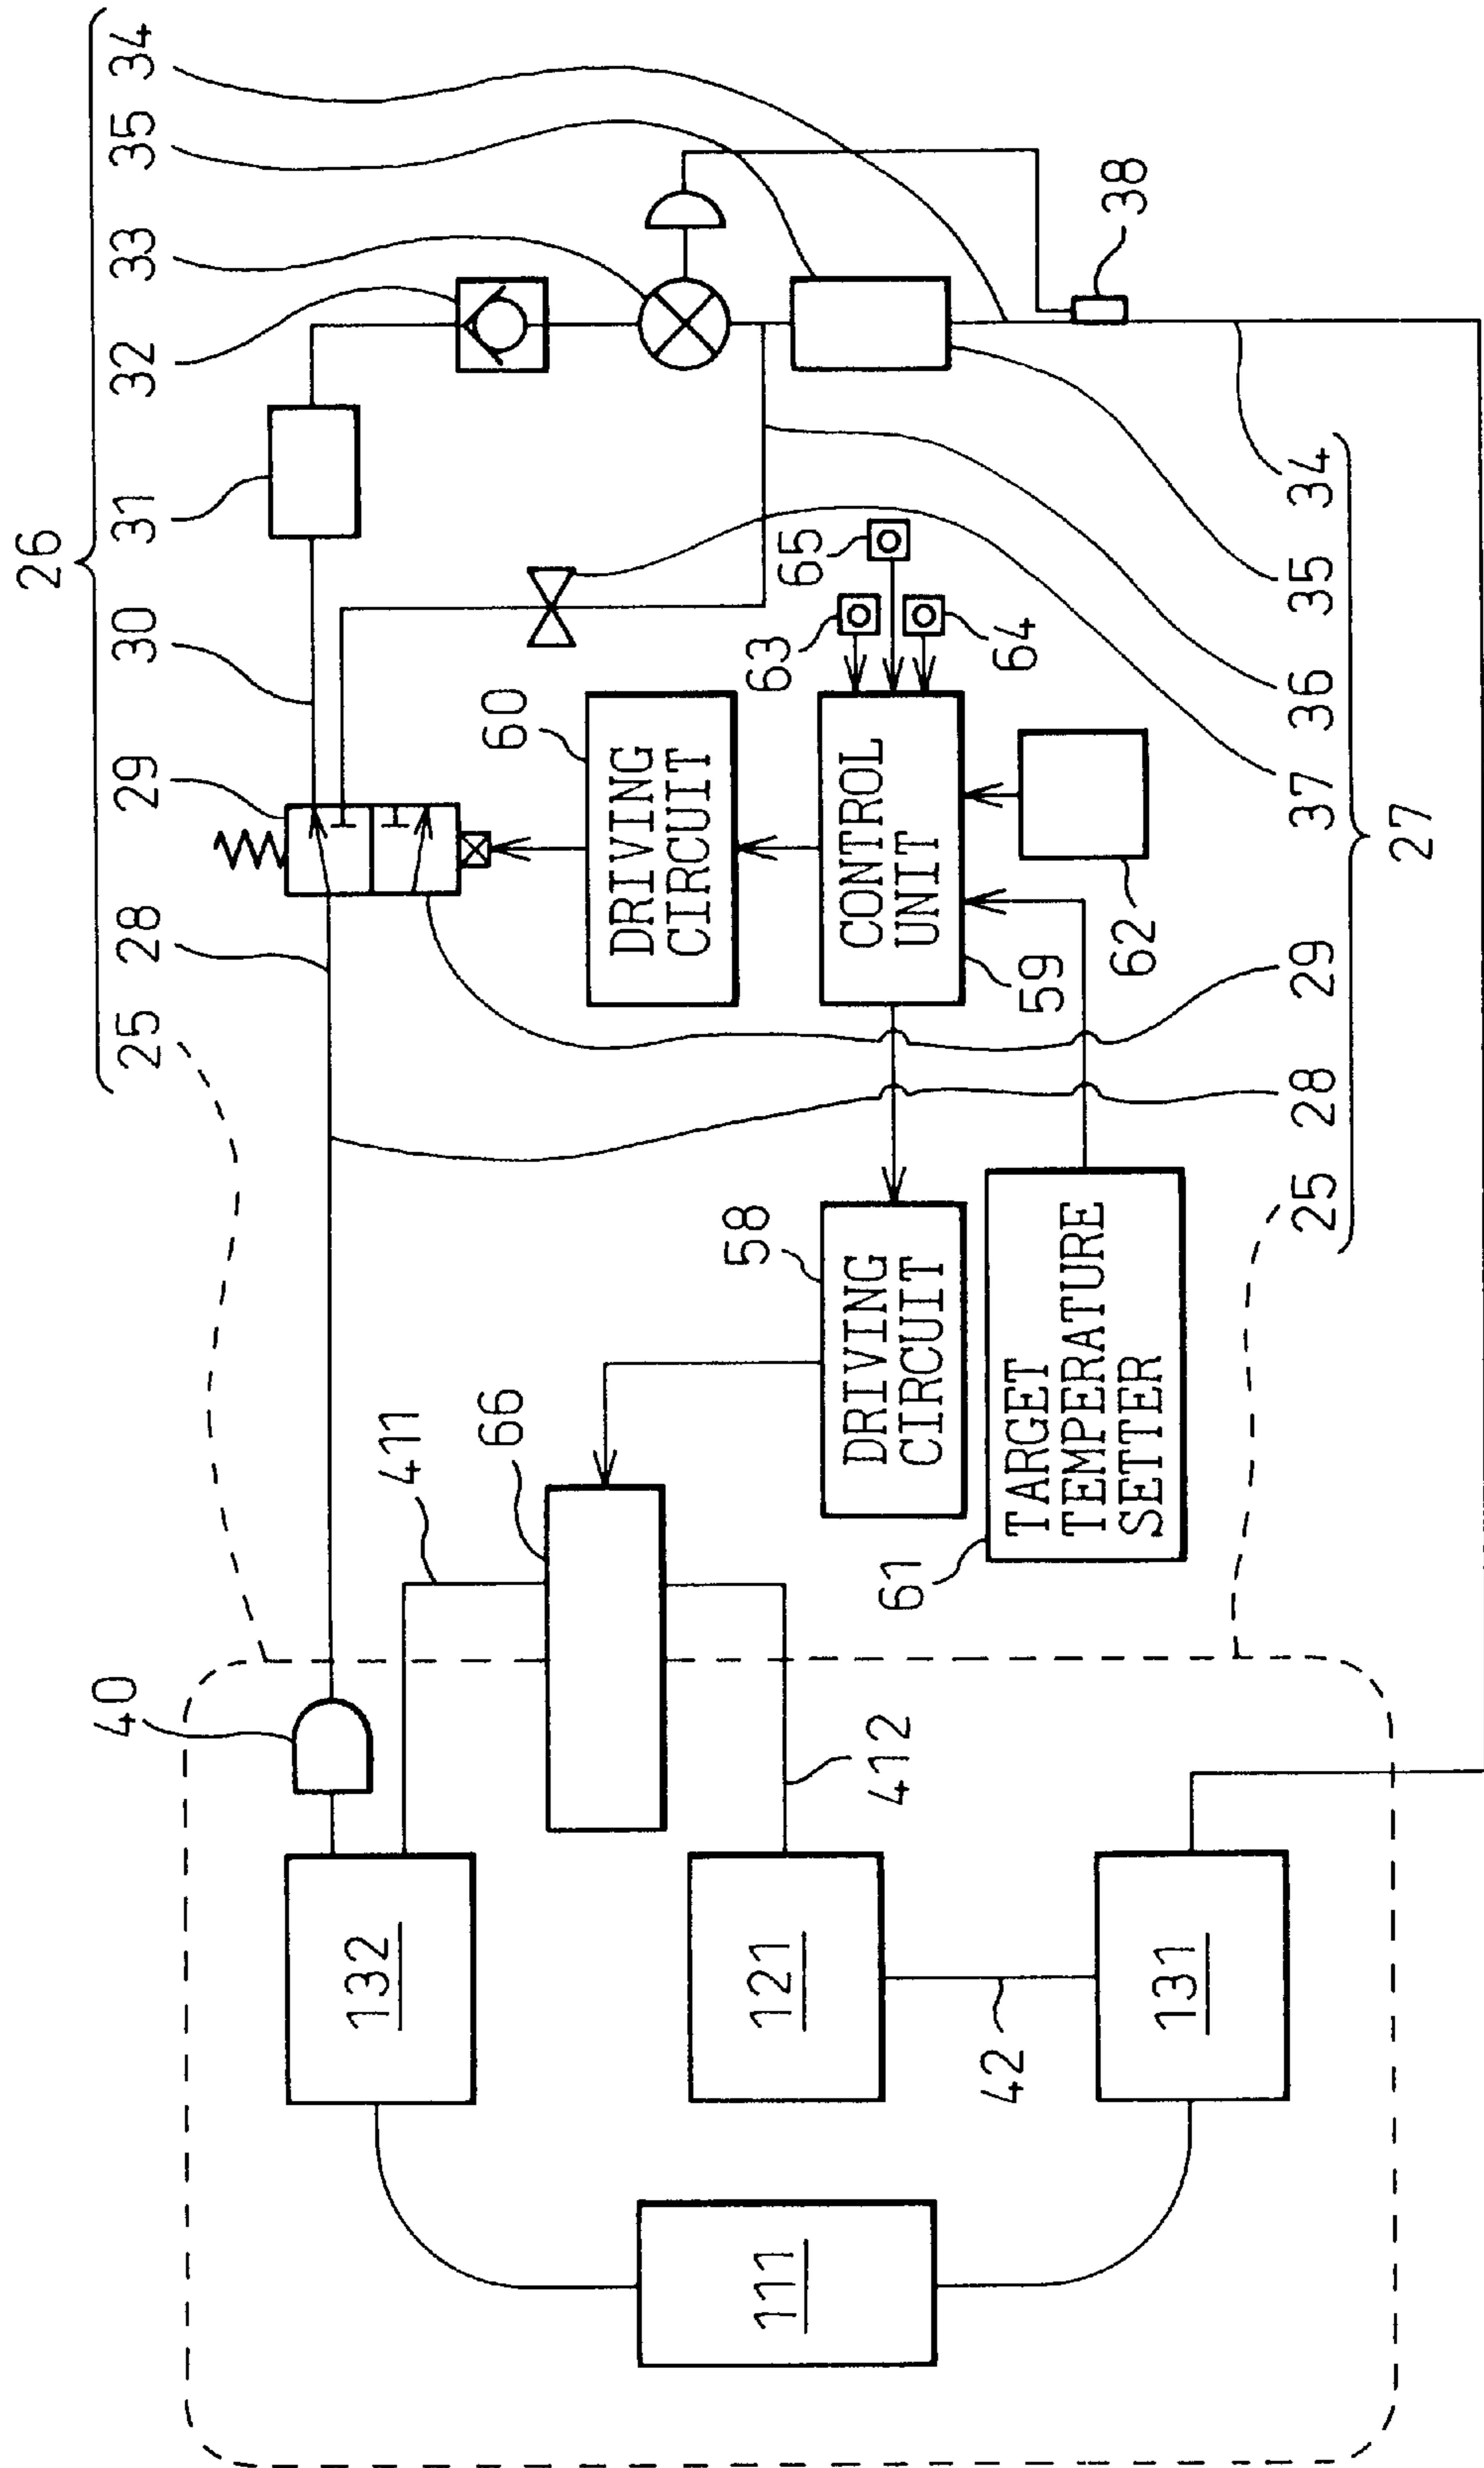 26
25 28 29 30 31 32 33 35 34
40
132
411
66
60
DRIVING
CIRCUIT
58
63
65
111
121
DRIVING
CIRCUIT
CONTROL
UNIT
412
61
59
64
42
TARGET
TEMPERATURE
SETTER
62
38
131
25 28 29 37 36 35 34
27